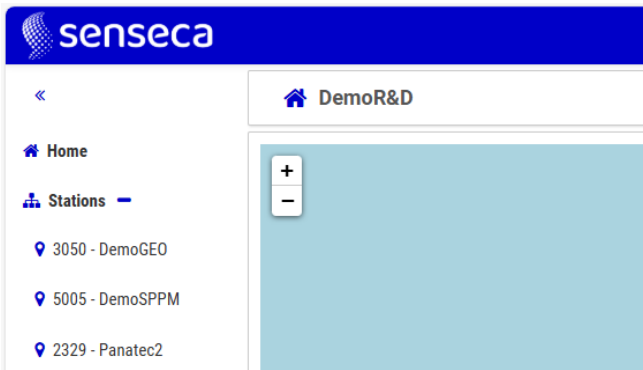 senseca
«
DemoR&D
Home
+
Stations −
−
3050 - DemoGEO
5005 - DemoSPPM
2329 - Panatec2